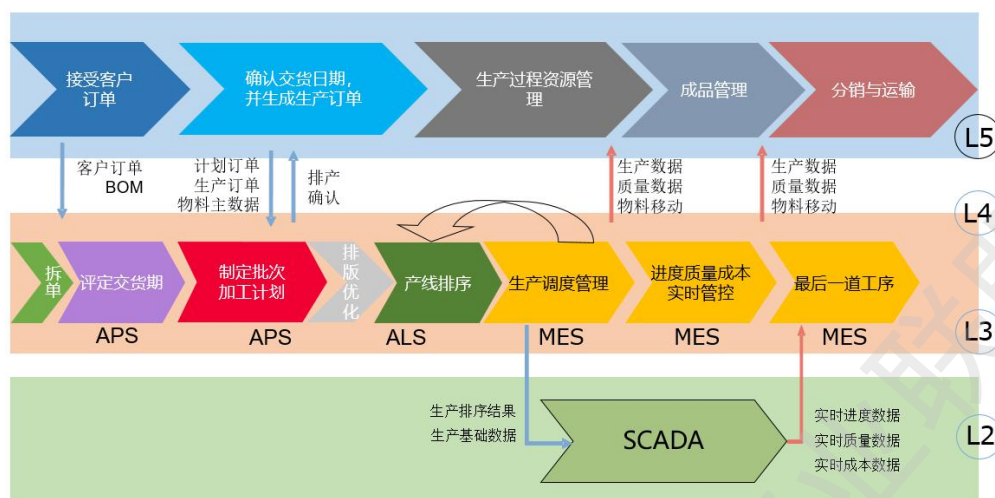 接受客户
订单
确认交货日期，
并生成生产订单
生产过程资源管
理
成品管理
分销与运输
L5
客户订单
BOM
计划订单
生产订单
物料主数据
排产
确认
生产数据
质量数据
物料移动
生产数据
质量数据
物料移动
L4
拆单
评定交货期
制定批次
加工计划
排版优化
产线排序
生产调度管理
进度质量成本
实时管控
最后一道工序
APS
APS
ALS
MES
MES
MES
L3
生产排序结果
生产基础数据
SCADA
实时进度数据
实时质量数据
实时成本数据
L2
业联